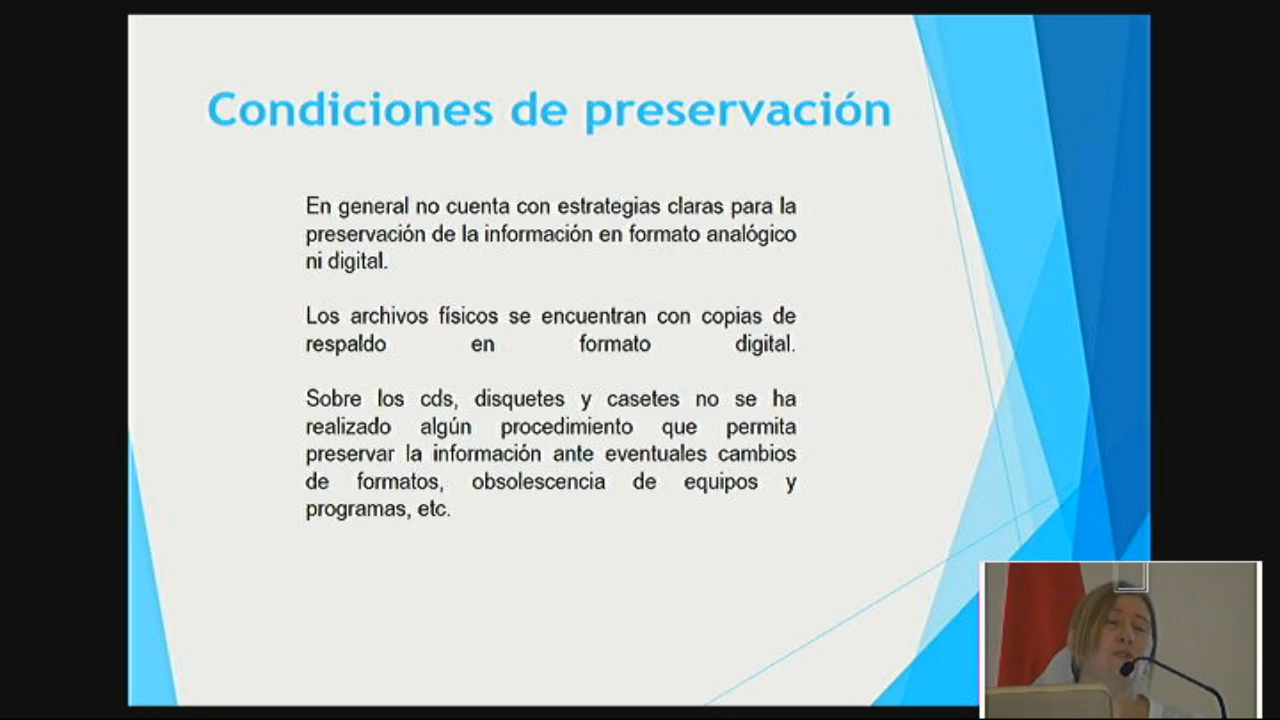 Condiciones de preservación
En general no cuenta con estrategias claras para la
preservación de la información en formato analógico
ni digital.
Los archivos físicos se encuentran con copias de
respaldo en formato digital.
Sobre los cds, disquetes y casetes no se ha
realizado algún procedimiento que permita
preservar la información ante eventuales cambios
de formatos, obsolescencia de equipos y
programas, etc.